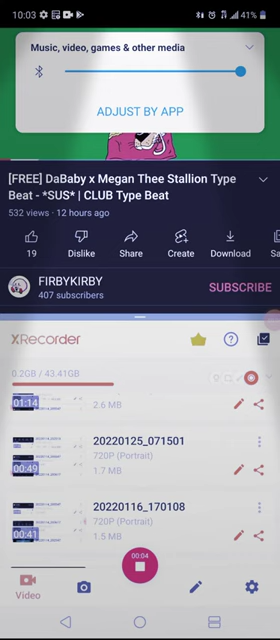 10:03
41%
Music, video, games & other media
ADJUST BY APP
[FREE] DaBaby x Megan Thee Stallion Type
Beat - *SUS* | CLUB Type Beat
532 views · 12 hours ago
19
Dislike
Share
Create
Download
Sa
FIRBYKIRBY
407 subscribers
SUBSCRIBE
XRecorder
0.2GB / 43.41GB
01:14
2.6 MB
20220125_071501
720P (Portrait)
00:49
1.7 MB
20220116_170108
720P (Portrait)
00:41
1.5 MB
00:04
Video